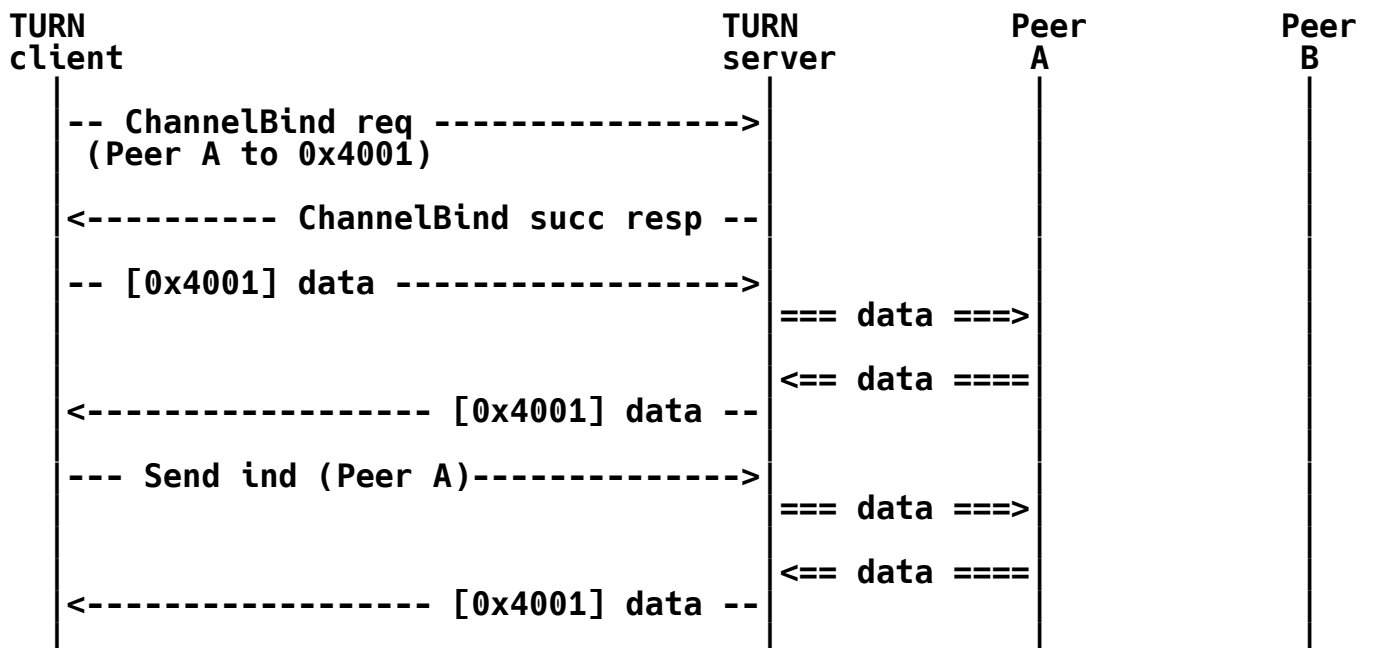 TURN TURN Peer Peer
client server A B
|-- ChannelBind req ---------------->| | |
| (Peer A to 0x4001) | | |
|<---------- ChannelBind succ resp --| | |
|-- [0x4001] data ------------------>| | |
| |=== data ===>| |
| |<== data ====| |
|<------------------ [0x4001] data --| | |
|--- Send ind (Peer A)-------------->| | |
| |=== data ===>| |
| |<== data ====| |
|<------------------ [0x4001] data --| | |